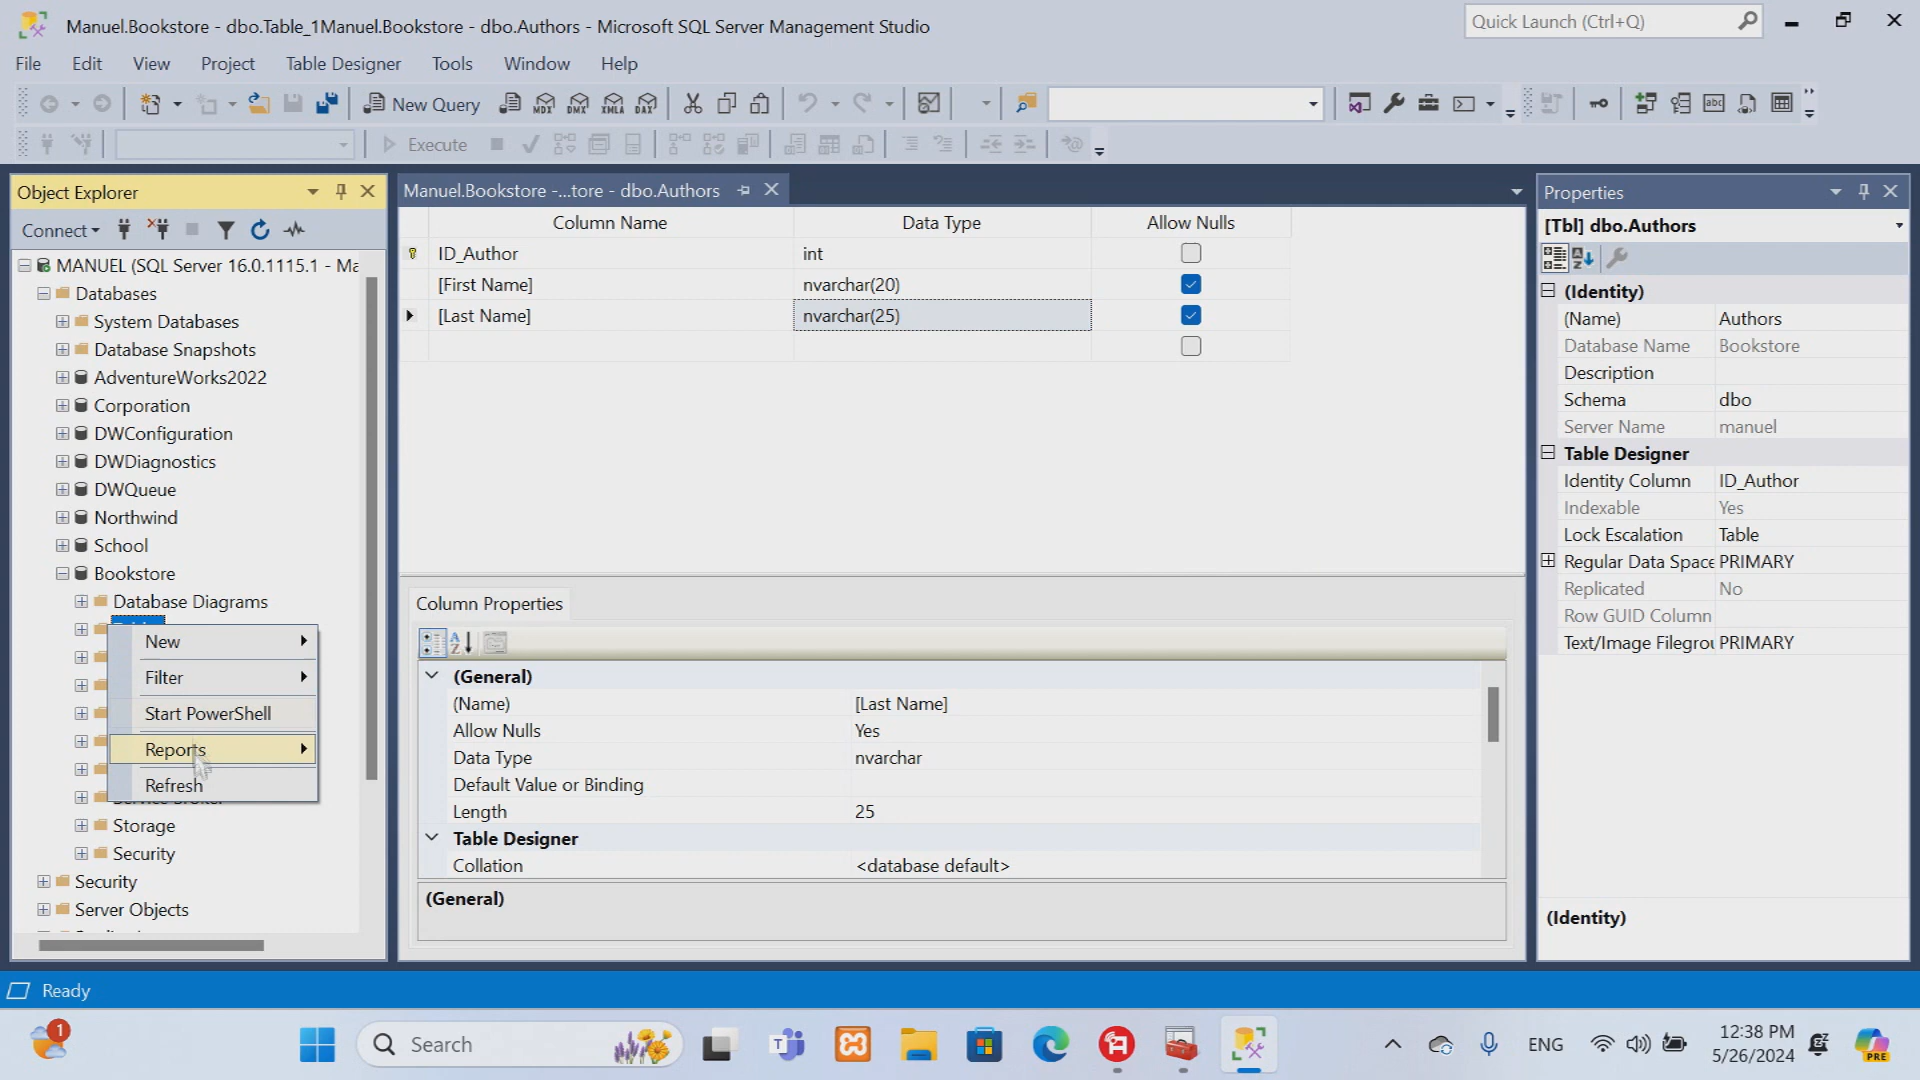 Manuel.Bookstore - dbo.Table_1Manuel.Bookstore - dbo.Authors - Microsoft SQL Server Management Studio
Quick Launch (Ctrl+Q)
File Edit View Project Table Designer Tools Window Help
New Query MDX DMX XMLA DAX
Execute
Object Explorer
Connect
MANUEL (SQL Server 16.0.1115.1 - Ma
Databases
System Databases
Database Snapshots
AdventureWorks2022
Corporation
DWConfiguration
DWDiagnostics
DWQueue
Northwind
School
Bookstore
Database Diagrams
New
Filter
Start PowerShell
Reports
Refresh
Storage
Security
Security
Server Objects
Manuel.Bookstore -...tore - dbo.Authors
Column Name Data Type Allow Nulls
ID_Author int
[First Name] nvarchar(20)
[Last Name] nvarchar(25)
Column Properties
(General)
(Name) [Last Name]
Allow Nulls Yes
Data Type nvarchar
Default Value or Binding
Length 25
Table Designer
Collation <database default>
(General)
Properties
[Tbl] dbo.Authors
(Identity)
(Name) Authors
Database Name Bookstore
Description
Schema dbo
Server Name manuel
Table Designer
Identity Column ID_Author
Indexable Yes
Lock Escalation Table
Regular Data Space PRIMARY
Replicated No
Row GUID Column
Text/Image Filegrou PRIMARY
(Identity)
Ready
1
Search
ENG
12:38 PM
5/26/2024
PRE